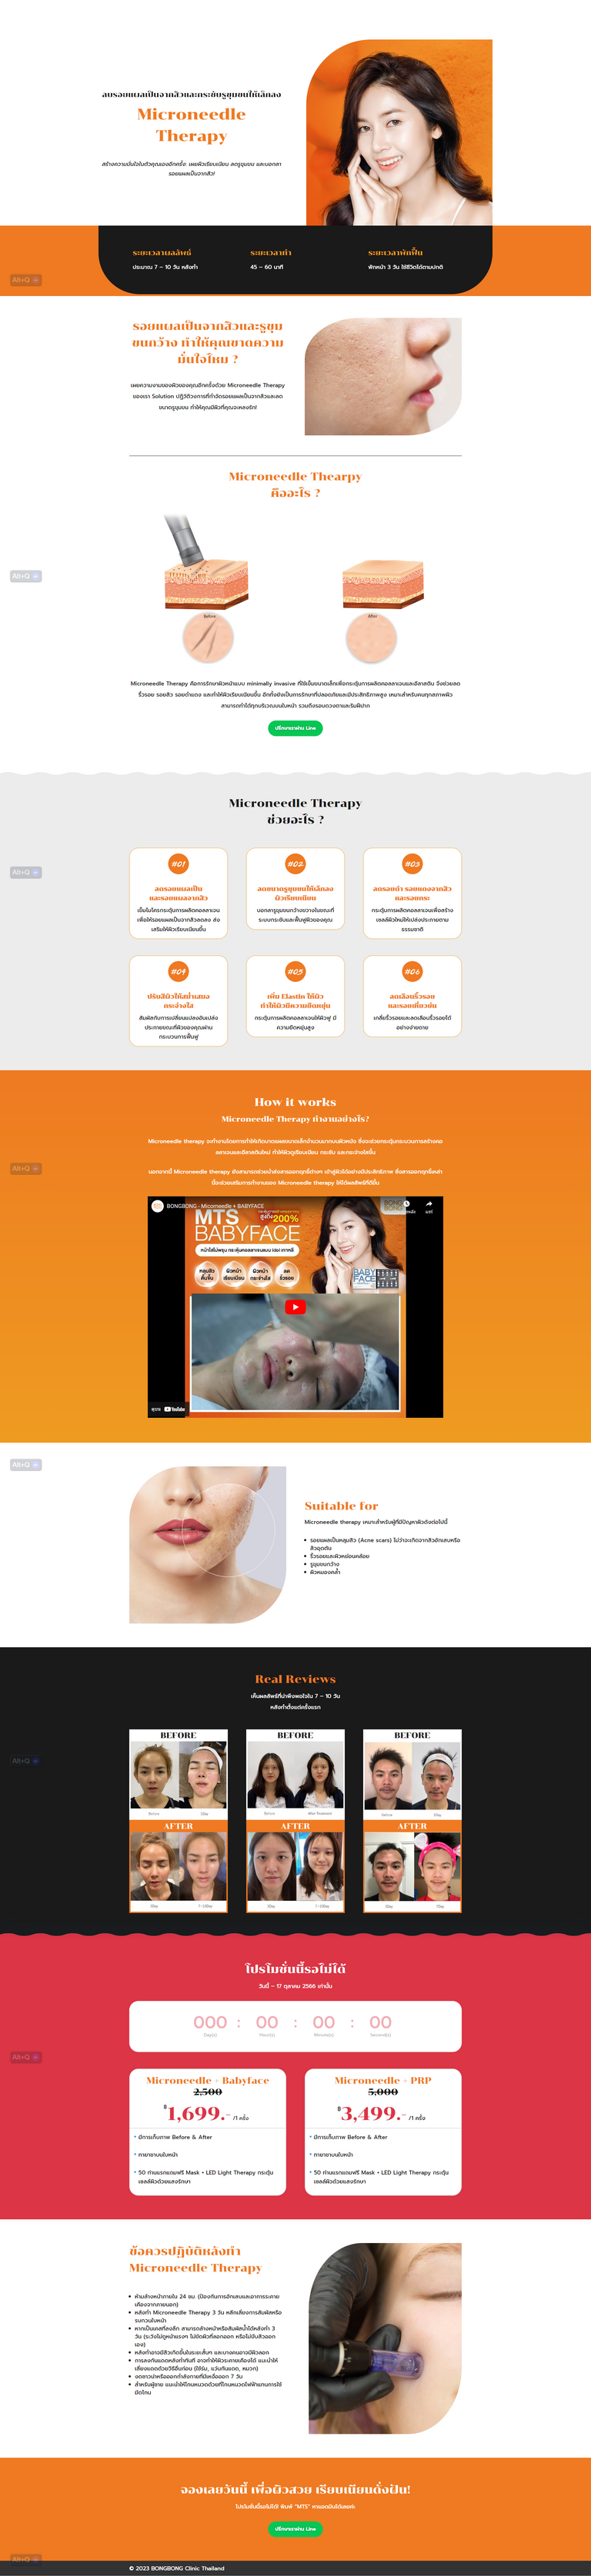 ลบรอยแผลเป็นจากสิวและกระชับรูขุมขนให้เล็กลง
Microneedle
Therapy
สร้างความมั่นใจในตัวคุณเองอีกครั้ง เผยผิวเรียบเนียน ลดรูขุมขน และบอกลา
รอยแผลเป็นจากสิว!
ระยะเวลาผลลัพธ์
ประมาณ 7 – 10 วัน หลังทำ
ระยะเวลาทำ
45 – 60 นาที
ระยะเวลาพักฟื้น
พักหน้า 3 วัน ใช้ชีวิตได้ตามปกติ
Alt+Q
รอยแผลเป็นจากสิวและรูขุม
ขนกว้าง ทำให้คุณขาดความ
มั่นใจไหม ?
เผยความงามของผิวของคุณอีกครั้งด้วย Microneedle Therapy
ของเรา Solution ปฏิวัติวงการที่กำจัดรอยแผลเป็นจากสิวและลด
ขนาดรูขุมขน ทำให้คุณมีผิวที่คุณจะหลงรัก!
Microneedle Thearpy
คืออะไร ?
Alt+Q
Before
After
Microneedle Therapy คือการรักษาผิวหน้าแบบ minimally invasive ที่ใช้เข็มขนาดเล็กเพื่อกระตุ้นการผลิตคอลลาเจนและอีลาสติน จึงช่วยลด
ริ้วรอย รอยสิว รอยดำแดง และทำให้ผิวเรียบเนียนขึ้น อีกทั้งยังเป็นการรักษาที่ปลอดภัยและมีประสิทธิภาพสูง เหมาะสำหรับคนทุกสภาพผิว
สามารถทำได้ทุกบริเวณบนใบหน้า รวมถึงรอบดวงตาและริมฝีปาก
ปรึกษาเราผ่าน Line
Microneedle Therapy
ช่วยอะไร ?
Alt+Q
#01
ลดรอยแผลเป็น
และรอยแผลจากสิว
เข็มไมโครกระตุ้นการผลิตคอลลาเจน
เพื่อให้รอยแผลเป็นจากสิวลดลง ส่ง
เสริมให้ผิวเรียบเนียนขึ้น
#02
ลดขนาดรูขุมขนให้เล็กลง
ผิวเรียบเนียน
บอกลารูขุมขนกว้างขวางในขณะที่
ระบบกระชับและฟื้นฟูผิวของคุณ
#03
ลดรอยดำ รอยแดงจากสิว
และรอยกระ
กระตุ้นการผลิตคอลลาเจนเพื่อสร้าง
เซลล์ผิวใหม่ให้เปล่งประกายตาม
ธรรมชาติ
#04
ปรับสีผิวให้สม่ำเสมอ
กระจ่างใส
สัมผัสกับการเปลี่ยนแปลงอันเปล่ง
ประกายขณะที่ผิวของคุณผ่าน
กระบวนการฟื้นฟู
#05
เพิ่ม Elastin ให้ผิว
ทำให้ผิวมีความยืดหยุ่น
กระตุ้นการผลิตคอลลาเจนให้ผิวฟู มี
ความยืดหยุ่นสูง
#06
ลดเลือนริ้วรอย
และรอยเหี่ยวย่น
เกลี่ยริ้วรอยและลดเลือนริ้วรอยได้
อย่างง่ายดาย
How it works
Microneedle Therapy ทำงานอย่างไร?
Microneedle therapy จะทำงานโดยการทำให้เกิดบาดแผลขนาดเล็กจำนวนมากบนผิวหนัง ซึ่งจะช่วยกระตุ้นกระบวนการสร้างคอ
ลลาเจนและอีลาสตินใหม่ ทำให้ผิวดูเรียบเนียน กระชับ และกระจ่างใสขึ้น
Alt+Q
นอกจากนี้ Microneedle therapy ยังสามารถช่วยนำส่งสารออกฤทธิ์ต่างๆ เข้าสู่ผิวได้อย่างมีประสิทธิภาพ ซึ่งสารออกฤทธิ์เหล่า
นี้จะช่วยเสริมการทำงานของ Microneedle therapy ให้ได้ผลลัพธ์ที่ดีขึ้น
BONGBONG - Microneedle + BABYFACE
แชร์
MTS
สูงถึง 200%
BABYFACE
หน้าใสไม่พรุน กระตุ้นคอลลาเจนแบบ Idol เกาหลี
หลุมสิว
ตื้นขึ้น
ผิวหน้า
เรียบเนียน
ผิวหน้า
กระจ่างใส
ลด
ริ้วรอย
BABY
FACE
ดูบน YouTube
Alt+Q
Suitable for
Microneedle therapy เหมาะสำหรับผู้ที่มีปัญหาผิวดังต่อไปนี้
• รอยแผลเป็นหลุมสิว (Acne scars) ไม่ว่าจะเกิดจากสิวอักเสบหรือ
สิวอุดตัน
• ริ้วรอยและผิวหย่อนคล้อย
• รูขุมขนกว้าง
• ผิวหมองคล้ำ
Real Reviews
เห็นผลลัพธ์ที่น่าพึงพอใจใน 7 – 10 วัน
หลังทำตั้งแต่ครั้งแรก
Alt+Q
BEFORE
BEFORE
BEFORE
Before
Before
After Treatment
Before
AFTER
AFTER
AFTER
7-10Day
7-10Day
โปรโมชั่นนี้รอไม่ได้
วันนี้ – 17 ตุลาคม 2566 เท่านั้น
000 : 00 : 00 : 00
Day(s)
Hour(s)
Minute(s)
Second(s)
Alt+Q
Microneedle + Babyface
2,500
฿1,699.- /1 ครั้ง
• มีการเก็บภาพ Before & After
• ทายาชาบนใบหน้า
• 50 ท่านแรกแถมฟรี Mask + LED Light Therapy กระตุ้น
เซลล์ผิวด้วยแสงรักษา
Microneedle + PRP
5,000
฿3,499.- /1 ครั้ง
• มีการเก็บภาพ Before & After
• ทายาชาบนใบหน้า
• 50 ท่านแรกแถมฟรี Mask + LED Light Therapy กระตุ้น
เซลล์ผิวด้วยแสงรักษา
ข้อควรปฏิบัติหลังทำ
Microneedle Therapy
• ห้ามล้างหน้าภายใน 24 ชม. (ป้องกันการอักเสบและอาการระคาย
เคืองจากภายนอก)
• หลังทำ Microneedle Therapy 3 วัน หลีกเลี่ยงการสัมผัสหรือ
รบกวนใบหน้า
• หากเป็นเคสที่ลงลึก สามารถล้างหน้าหรือสัมผัสน้ำได้หลังทำ 3
วัน (ระวังไม่ถูหน้าแรงๆ ไม่ขัดผิวที่ลอกออก หรือไม่จับสิวออก
เอง)
• หลังทำอาจมีสิวเกิดขึ้นในระยะสั้นๆ และบางคนอาจมีผิวลอก
• การลงกันแดดหลังทำทันที อาจทำให้ผิวระคายเคืองได้ แนะนำให้
เลี่ยงแดดด้วยวิธีอื่นก่อน (ใช้ร่ม, แว่นกันแดด, หมวก)
• งดซาวน่าหรือออกกำลังกายที่มีเหงื่อออก 7 วัน
• สำหรับผู้ชาย แนะนำให้โกนหนวดด้วยที่โกนหนวดไฟฟ้าแทนการใช้
มีดโกน
จองเลยวันนี้ เพื่อผิวสวย เรียบเนียนดั่งฝัน!
ปรึกษาเราผ่าน Line
Alt+Q
© 2023 BONGBONG Clinic Thailand